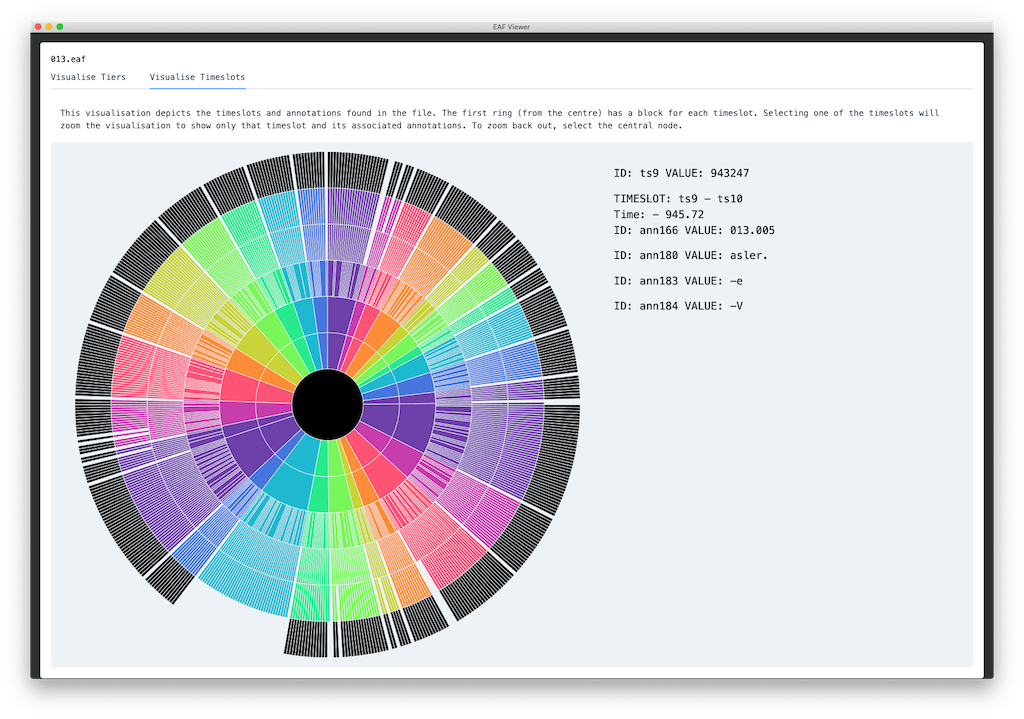 EAF Viewer
013.eaf
Visualise Tiers Visualise Timeslots
This visualisation depicts the timeslots and annotations found in the file. The first ring (from the centre) has a block for each timeslot. Selecting one of the timeslots will
zoom the visualisation to show only that timeslot and its associated annotations. To zoom back out, select the central node.
ID: ts9 VALUE: 943247
TIMESLOT: ts9 - ts10
Time: - 945.72
ID: ann166 VALUE: 013.005
ID: ann180 VALUE: asler.
ID: ann183 VALUE: -e
ID: ann184 VALUE: -V